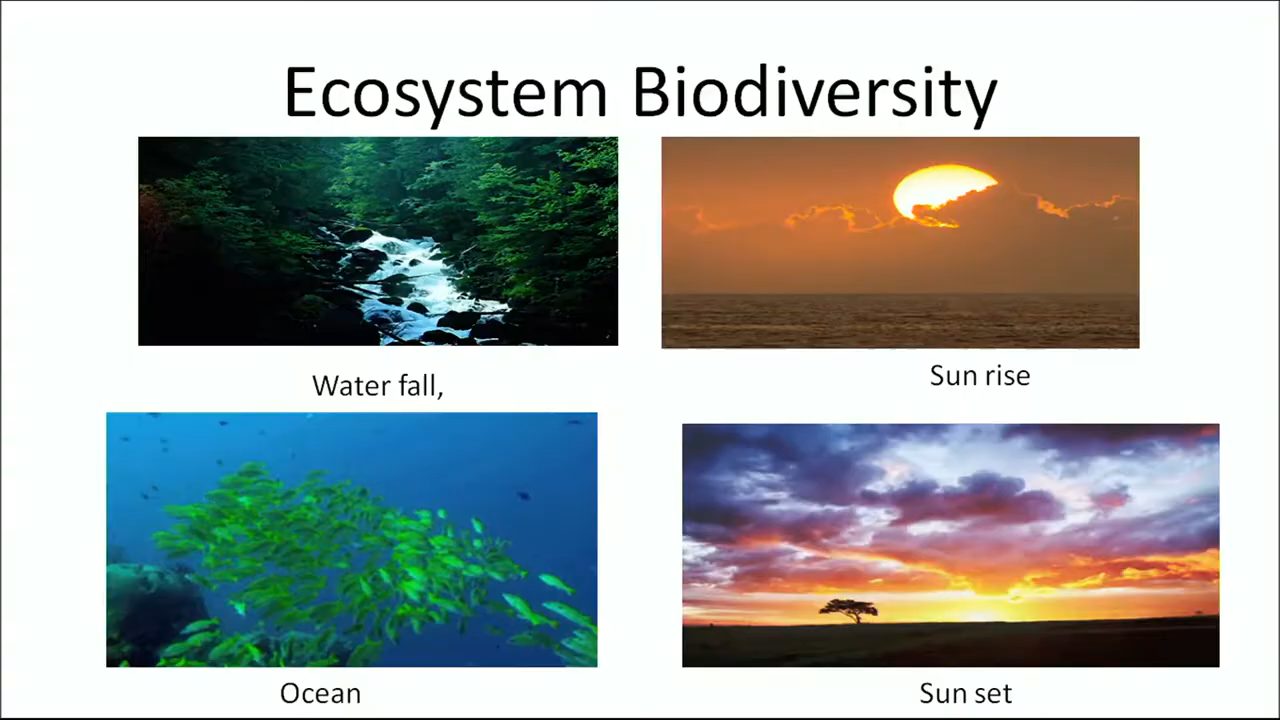 Ecosystem Biodiversity
Water fall,
Sun rise
Ocean
Sun set